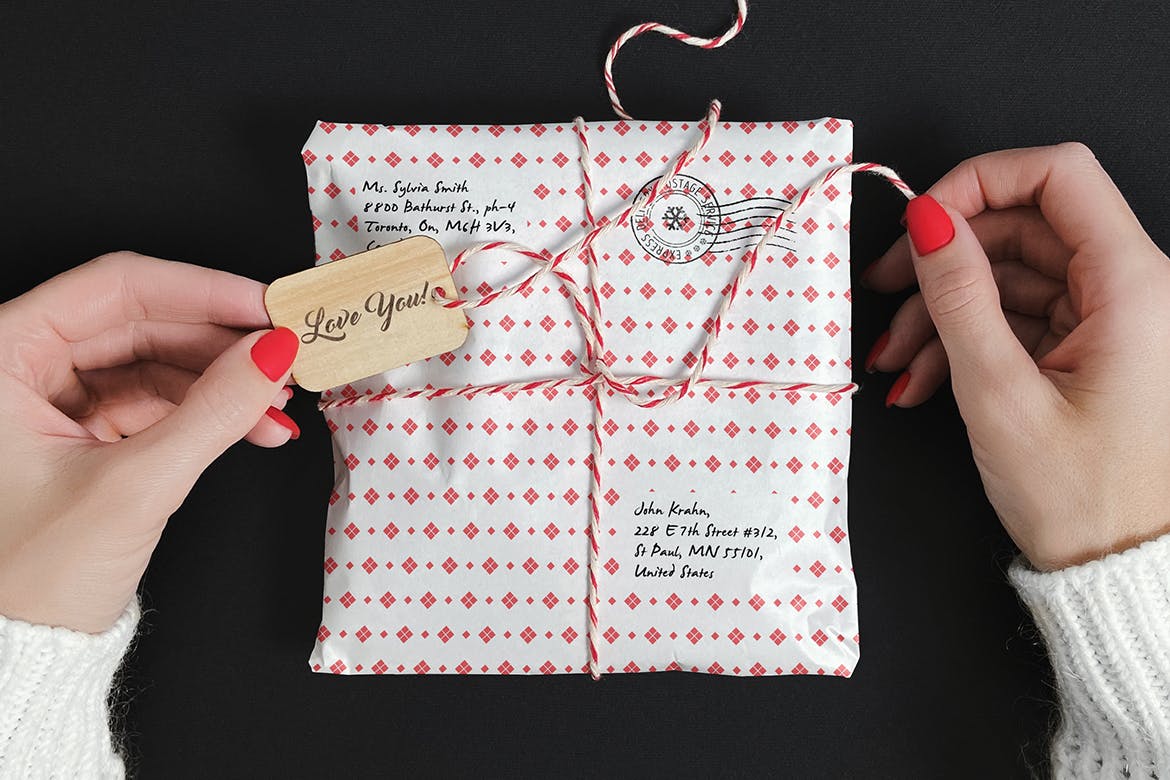 Ms. Sylvia Smith
8800 Bathurst St., ph-4
Toronto, On, M6H 3V3,
POSTAGE SERVICE
EXPRESS
Love You!
John Krahn,
228 E 7th Street #312,
St Paul, MN 55101,
United States